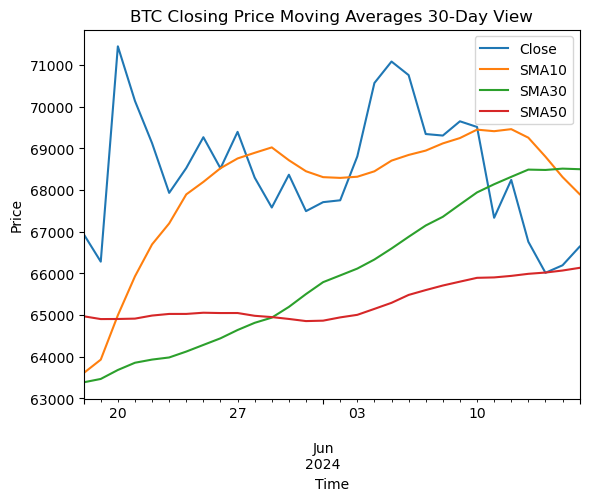 BTC Closing Price Moving Averages 30-Day View
Close
SMA10
SMA30
SMA50
71000
70000
69000
68000
67000
66000
65000
64000
63000
Price
20 27 03 10
Jun
2024
Time